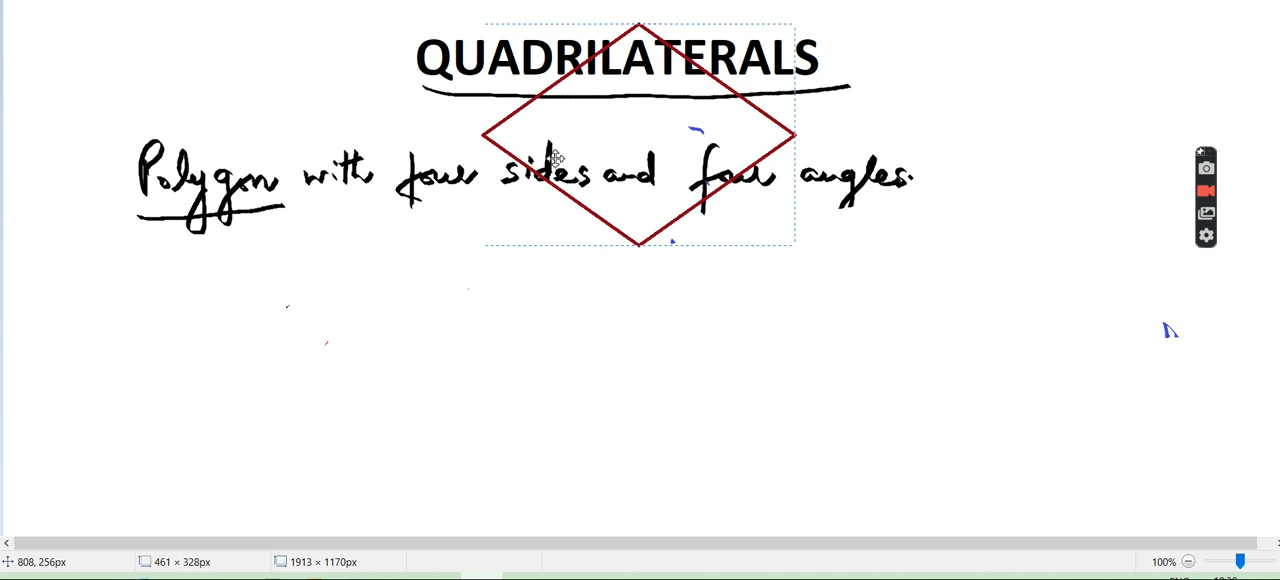 QUADRILATERALS
Polygon with four sides and four angles.
808, 256px 461 × 328px 1913 × 1170px 100%